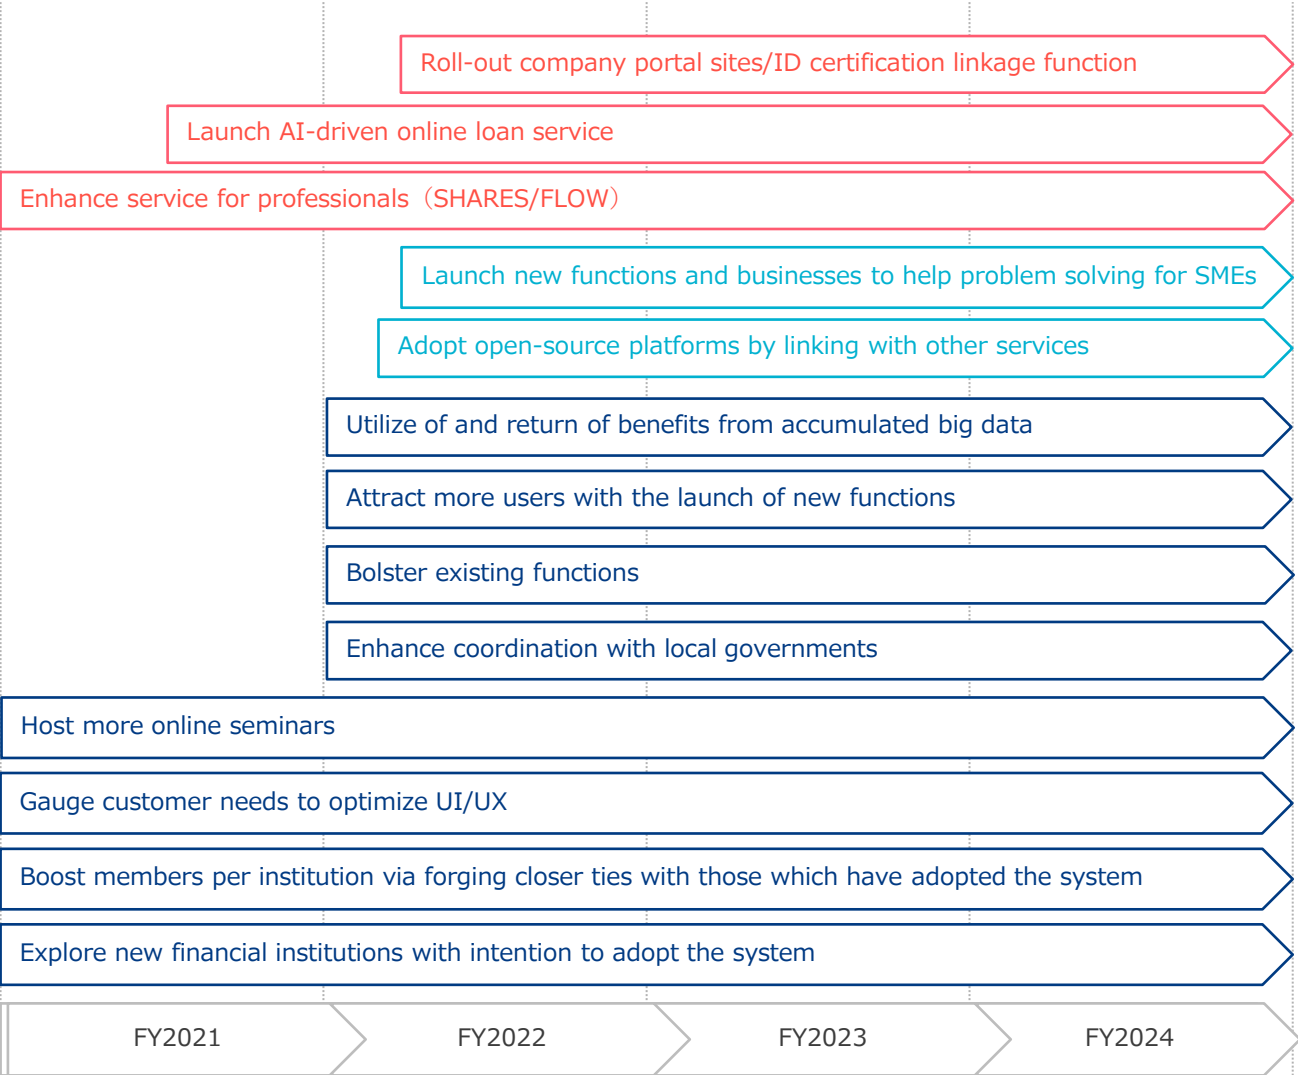 Roll-out company portal sites/ID certification linkage function
Launch AI-driven online loan service
Enhance service for professionals（SHARES/FLOW）
Launch new functions and businesses to help problem solving for SMEs
Adopt open-source platforms by linking with other services
Utilize of and return of benefits from accumulated big data
Attract more users with the launch of new functions
Bolster existing functions
Enhance coordination with local governments
Host more online seminars
Gauge customer needs to optimize UI/UX
Boost members per institution via forging closer ties with those which have adopted the system
Explore new financial institutions with intention to adopt the system
FY2021 FY2022 FY2023 FY2024